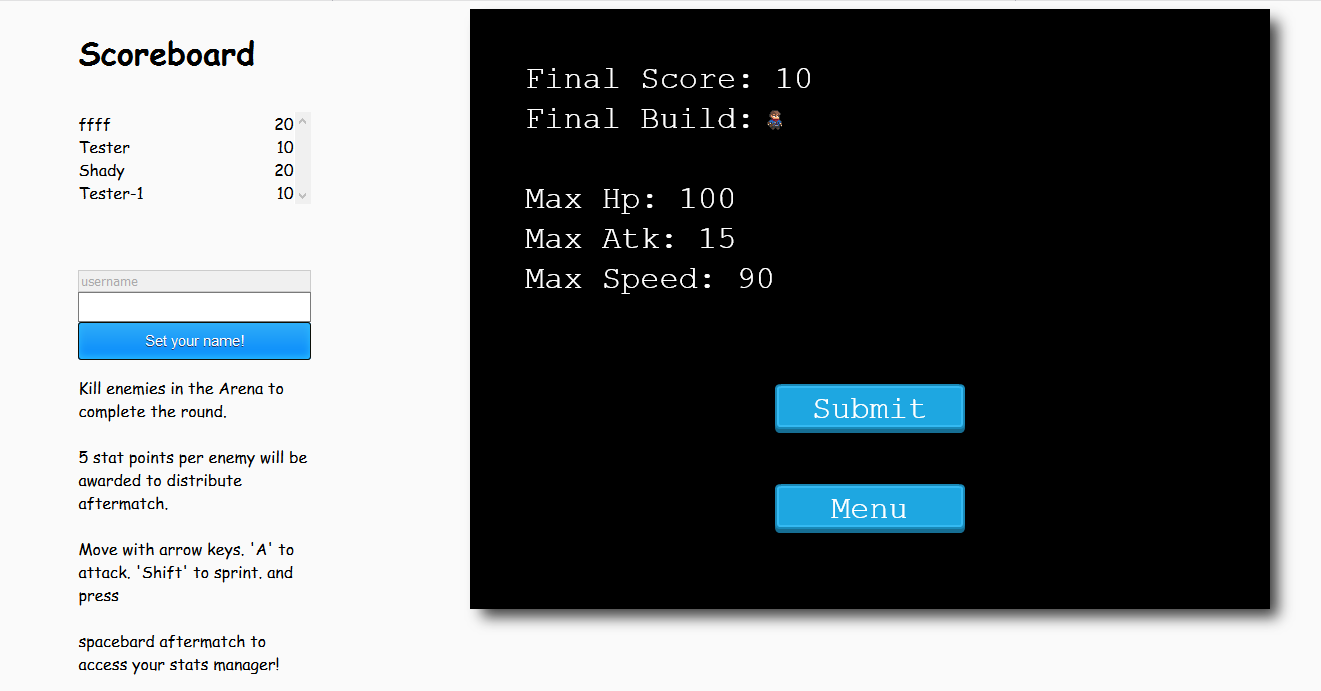 Scoreboard
ffff 20
Tester 10
Shady 20
Tester-1 10
username
Set your name!
Kill enemies in the Arena to
complete the round.
5 stat points per enemy will be
awarded to distribute
aftermatch.
Move with arrow keys. 'A' to
attack. 'Shift' to sprint. and
press
spacebard aftermatch to
access your stats manager!
Final Score: 10
Final Build:
Max Hp: 100
Max Atk: 15
Max Speed: 90
Submit
Menu